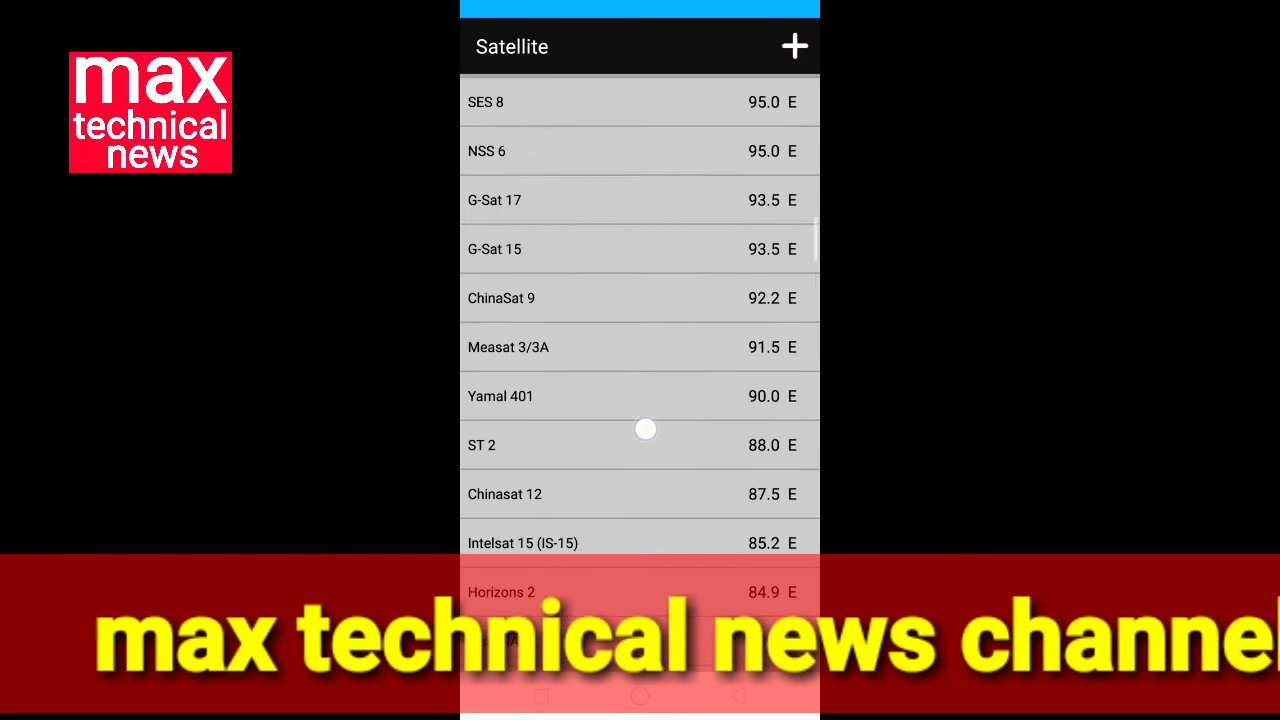 max
technical
news
Satellite
SES 8 95.0 E
NSS 6 95.0 E
G-Sat 17 93.5 E
G-Sat 15 93.5 E
ChinaSat 9 92.2 E
Measat 3/3A 91.5 E
Yamal 401 90.0 E
ST 2 88.0 E
Chinasat 12 87.5 E
Intelsat 15 (IS-15) 85.2 E
Horizons 2 84.9 E
max technical news channe